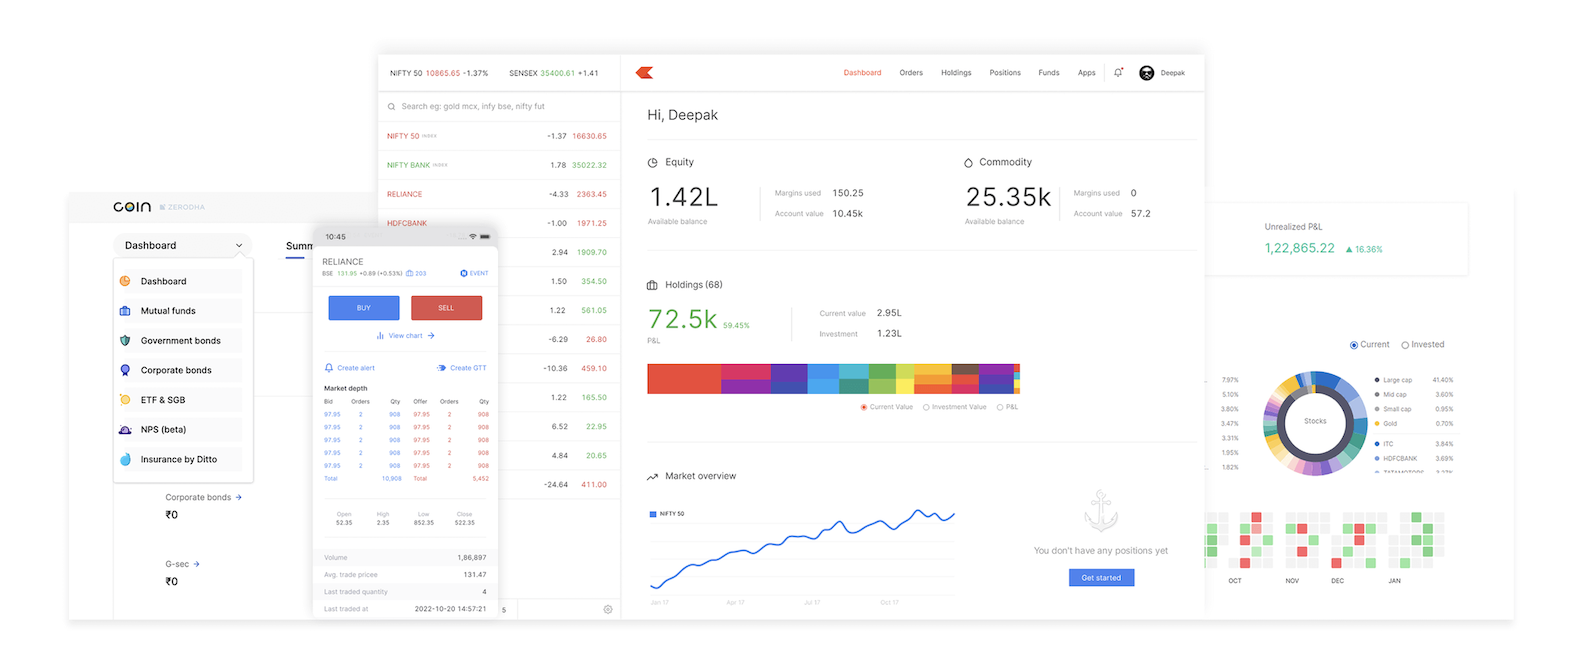 NIFTY 50 10865.65 -1.37% SENSEX 35400.61 +1.41
Dashboard Orders Holdings Positions Funds Apps Deepak
Search eg: gold mcx, infy bse, nifty fut
NIFTY 50 INDEX -1.37 16630.65
NIFTY BANK INDEX 1.78 35022.32
RELIANCE -4.33 2363.45
HDFCBANK -1.00 1971.25
2.94 1909.70
1.50 354.50
1.22 561.05
-6.29 26.80
-10.36 459.10
1.22 165.50
6.52 22.95
4.84 20.65
-24.64 411.00
5
Hi, Deepak
Equity
1.42L
Available balance
Margins used 150.25
Account value 10.45k
Commodity
25.35k
Available balance
Margins used 0
Account value 57.2
Holdings (68)
72.5k 59.45%
P&L
Current value 2.95L
Investment 1.23L
Current Value Investment Value P&L
Market overview
NIFTY 50
Jan 17 Apr 17 Jul 17 Oct 17
You don't have any positions yet
Get started
COIN ZERODHA
Dashboard
Summ
Dashboard
Mutual funds
Government bonds
Corporate bonds
ETF & SGB
NPS (beta)
Insurance by Ditto
Corporate bonds
₹0
G-sec
₹0
10:45
RELIANCE
BSE 131.95 +0.89 (+0.53%) 203 EVENT
BUY SELL
View chart
Create alert Create GTT
Market depth
Bid Orders Qty Offer Orders Qty
97.95 2 908 97.95 2 908
97.95 2 908 97.95 2 908
97.95 2 908 97.95 2 908
97.95 2 908 97.95 2 908
97.95 2 908 97.95 2 908
Total 10,908 Total 5,452
Open High Low Close
52.35 2.35 852.35 522.35
Volume 1,86,897
Avg. trade pricee 131.47
Last traded quantity 4
Last traded at 2022-10-20 14:57:21
Unrealized P&L
1,22,865.22 16.36%
Current Invested
7.97%
5.10%
3.80%
3.47%
3.31%
1.95%
1.82%
Stocks
Large cap 41.40%
Mid cap 3.60%
Small cap 0.95%
Gold 0.70%
ITC 3.84%
HDFCBANK 3.69%
TATAMOTORS 3.37%
OCT NOV DEC JAN